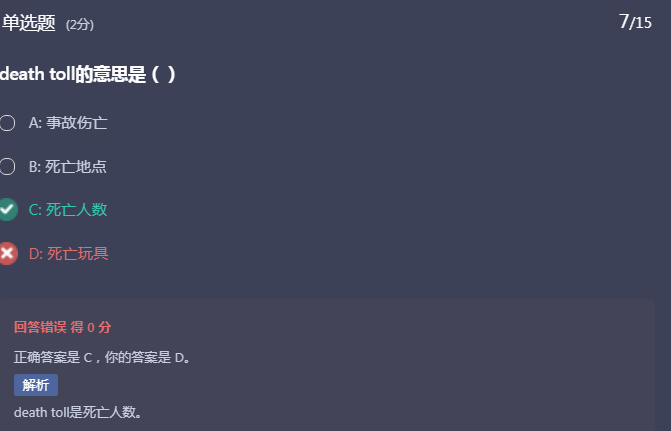 单选题 (2分) 7/15
death toll的意思是 ( )
A: 事故伤亡
B: 死亡地点
C: 死亡人数
D: 死亡玩具
回答错误 得 0 分
正确答案是 C，你的答案是 D。
解析
death toll是死亡人数。